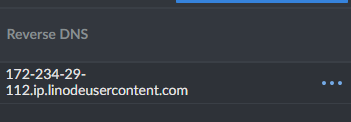 Reverse DNS
172-234-29-
112.ip.linodeusercontent.com